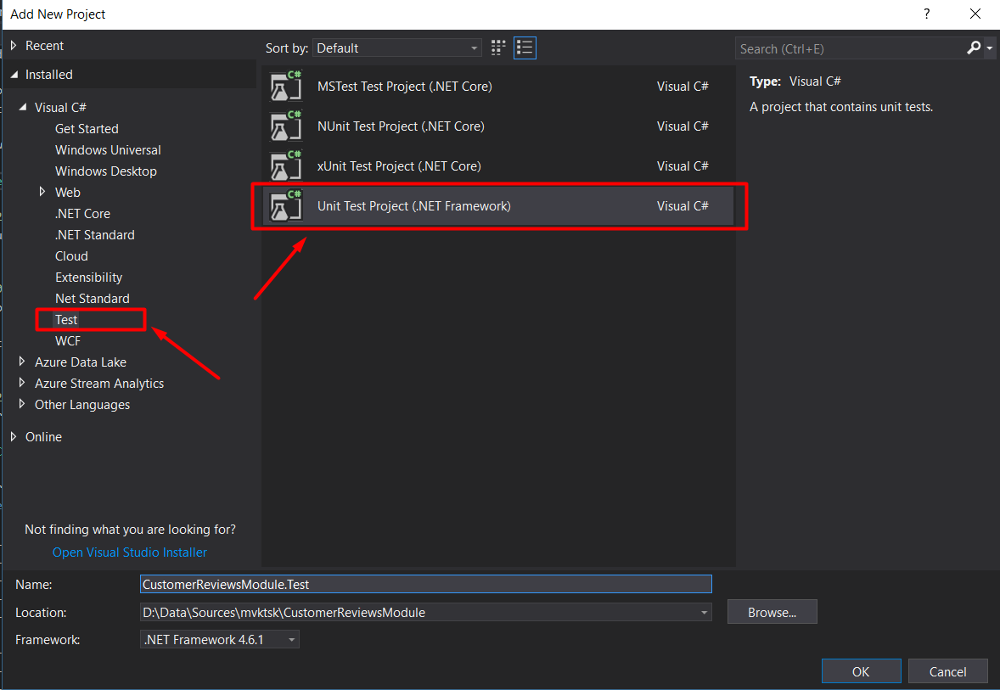 Add New Project
?
Recent
Installed
Visual C#
Get Started
Windows Universal
Windows Desktop
Web
.NET Core
.NET Standard
Cloud
Extensibility
Net Standard
Test
WCF
Azure Data Lake
Azure Stream Analytics
Other Languages
Online
Not finding what you are looking for?
Open Visual Studio Installer
Sort by: Default
C# MSTest Test Project (.NET Core) Visual C#
C# NUnit Test Project (.NET Core) Visual C#
C# xUnit Test Project (.NET Core) Visual C#
C# Unit Test Project (.NET Framework) Visual C#
Search (Ctrl+E)
Type: Visual C#
A project that contains unit tests.
Name: CustomerReviewsModule.Test
Location: D:\Data\Sources\mvktsk\CustomerReviewsModule Browse...
Framework: .NET Framework 4.6.1
OK Cancel